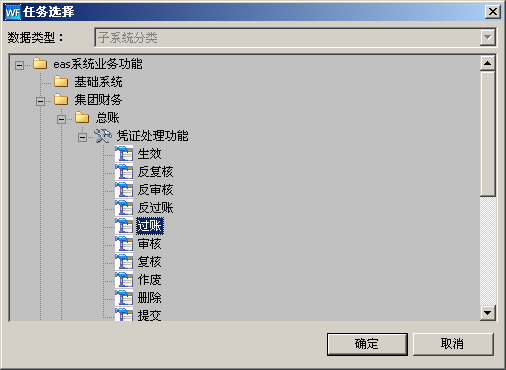 WF 任务选择
数据类型： 子系统分类
eas系统业务功能
基础系统
集团财务
总账
凭证处理功能
生效
反复核
反审核
反过账
过账
审核
复核
作废
删除
提交
确定 取消